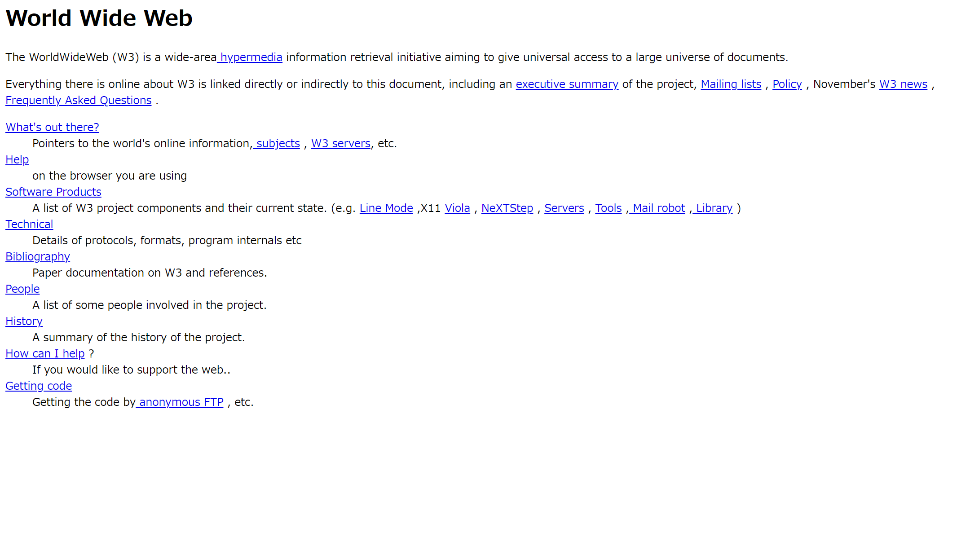 World Wide Web
The WorldWideWeb (W3) is a wide-area hypermedia information retrieval initiative aiming to give universal access to a large universe of documents.
Everything there is online about W3 is linked directly or indirectly to this document, including an executive summary of the project, Mailing lists , Policy , November's W3 news ,
Frequently Asked Questions .
What's out there?
Pointers to the world's online information, subjects , W3 servers, etc.
Help
on the browser you are using
Software Products
A list of W3 project components and their current state. (e.g. Line Mode ,X11 Viola , NeXTStep , Servers , Tools , Mail robot , Library )
Technical
Details of protocols, formats, program internals etc
Bibliography
Paper documentation on W3 and references.
People
A list of some people involved in the project.
History
A summary of the history of the project.
How can I help ?
If you would like to support the web..
Getting code
Getting the code by anonymous FTP , etc.